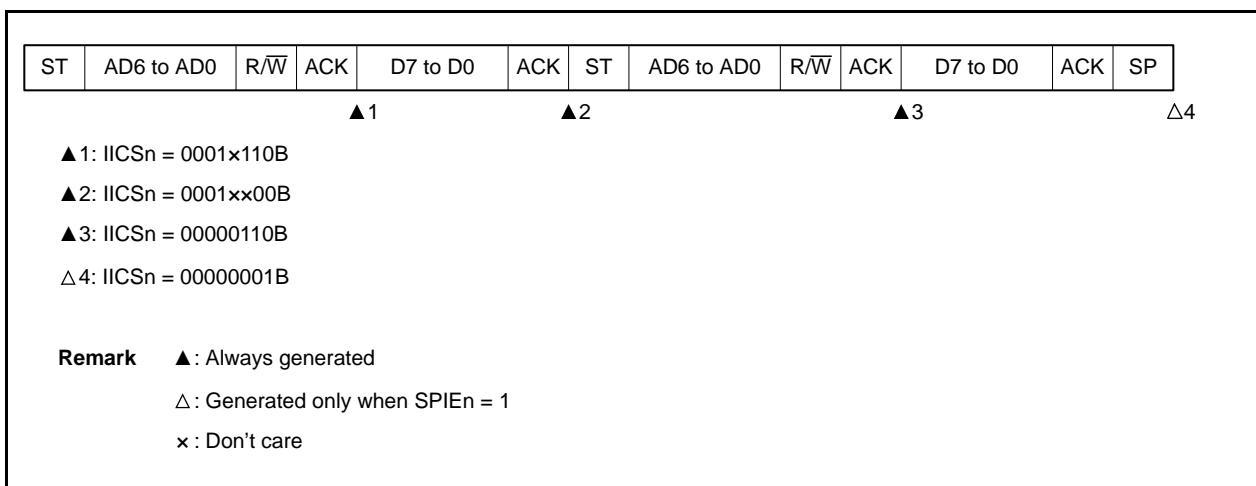 ST AD6 to AD0 R/W̅ ACK D7 to D0 ACK ST AD6 to AD0 R/W̅ ACK D7 to D0 ACK SP
▲1 ▲2 ▲3 △4
▲1: IICSn = 0001×110B
▲2: IICSn = 0001××00B
▲3: IICSn = 00000110B
△4: IICSn = 00000001B
Remark ▲: Always generated
△: Generated only when SPIEn = 1
×: Don't care